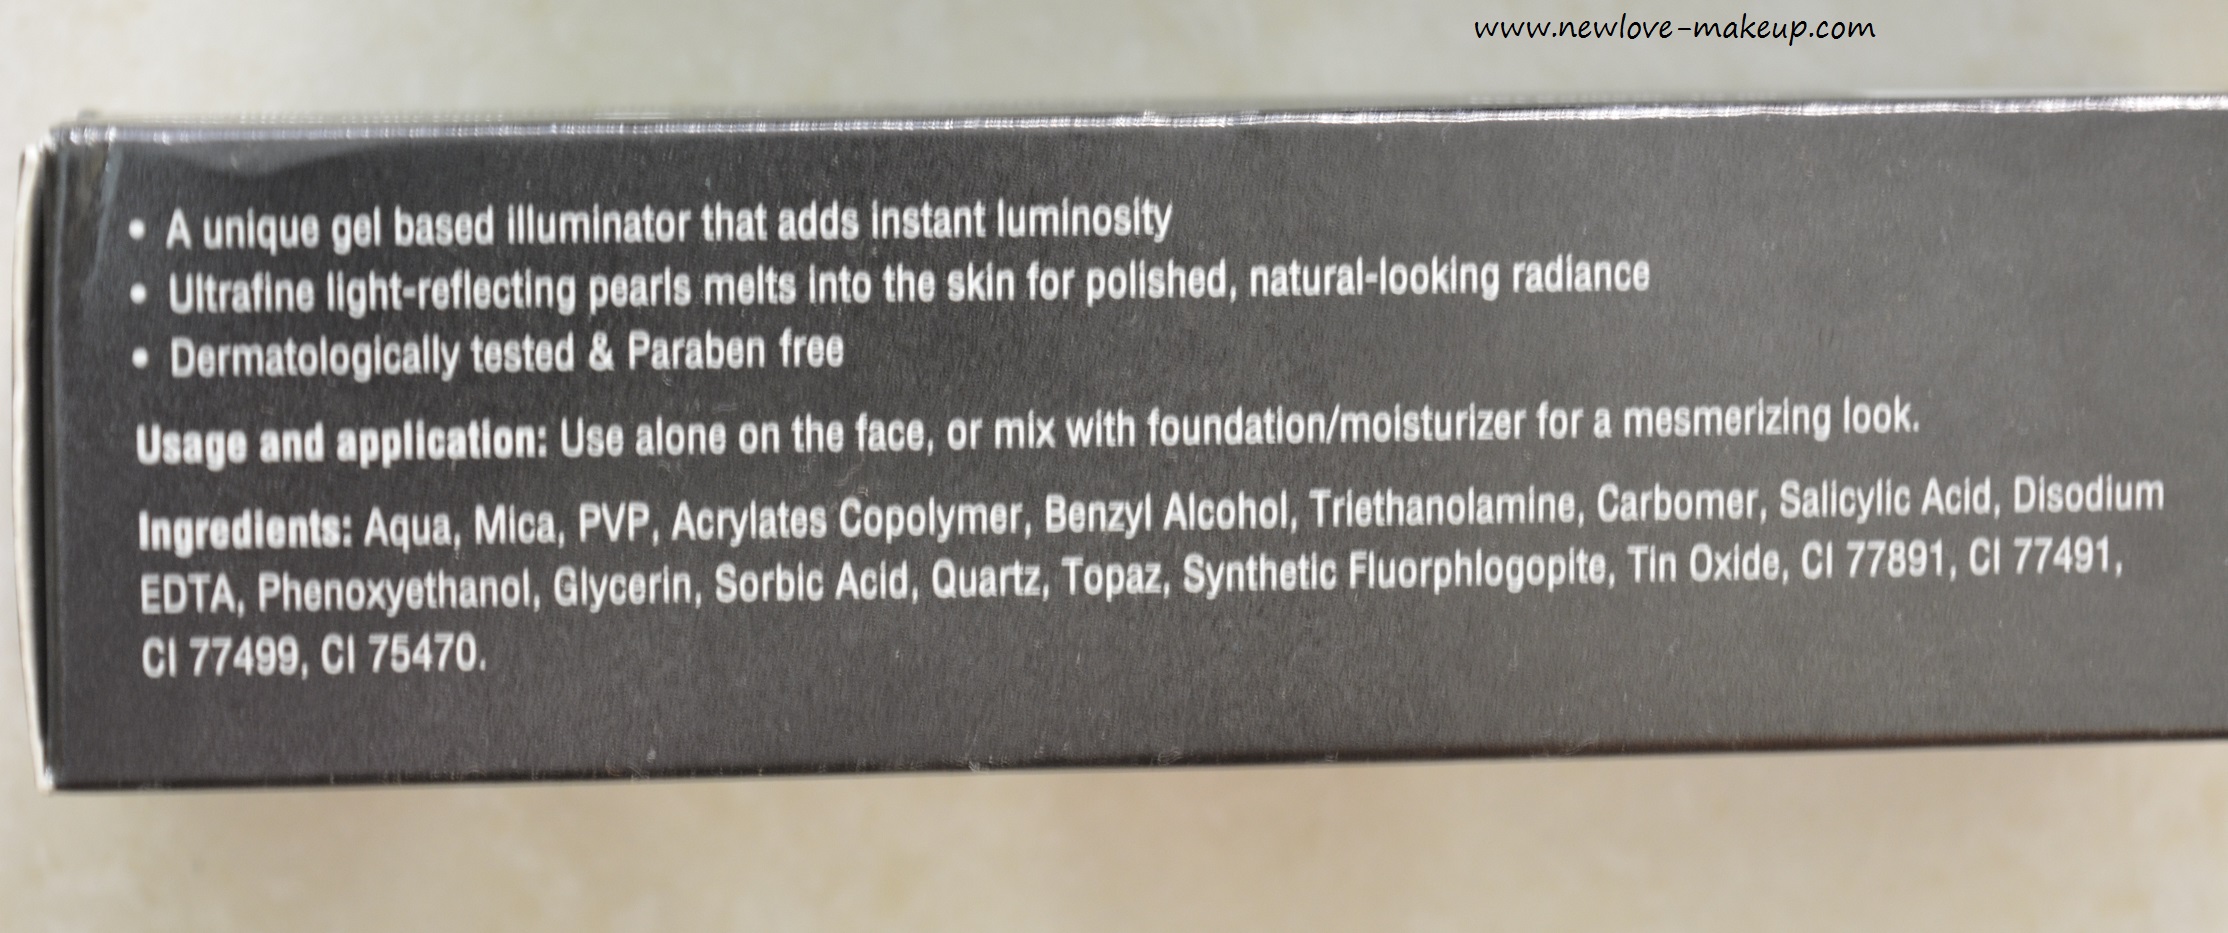 www.newlove-makeup.com
• A unique gel based illuminator that adds instant luminosity
• Ultrafine light-reflecting pearls melts into the skin for polished, natural-looking radiance
• Dermatologically tested & Paraben free
Usage and application: Use alone on the face, or mix with foundation/moisturizer for a mesmerizing look.
Ingredients: Aqua, Mica, PVP, Acrylates Copolymer, Benzyl Alcohol, Triethanolamine, Carbomer, Salicylic Acid, Disodium
EDTA, Phenoxyethanol, Glycerin, Sorbic Acid, Quartz, Topaz, Synthetic Fluorphlogopite, Tin Oxide, CI 77891, CI 77491,
CI 77499, CI 75470.